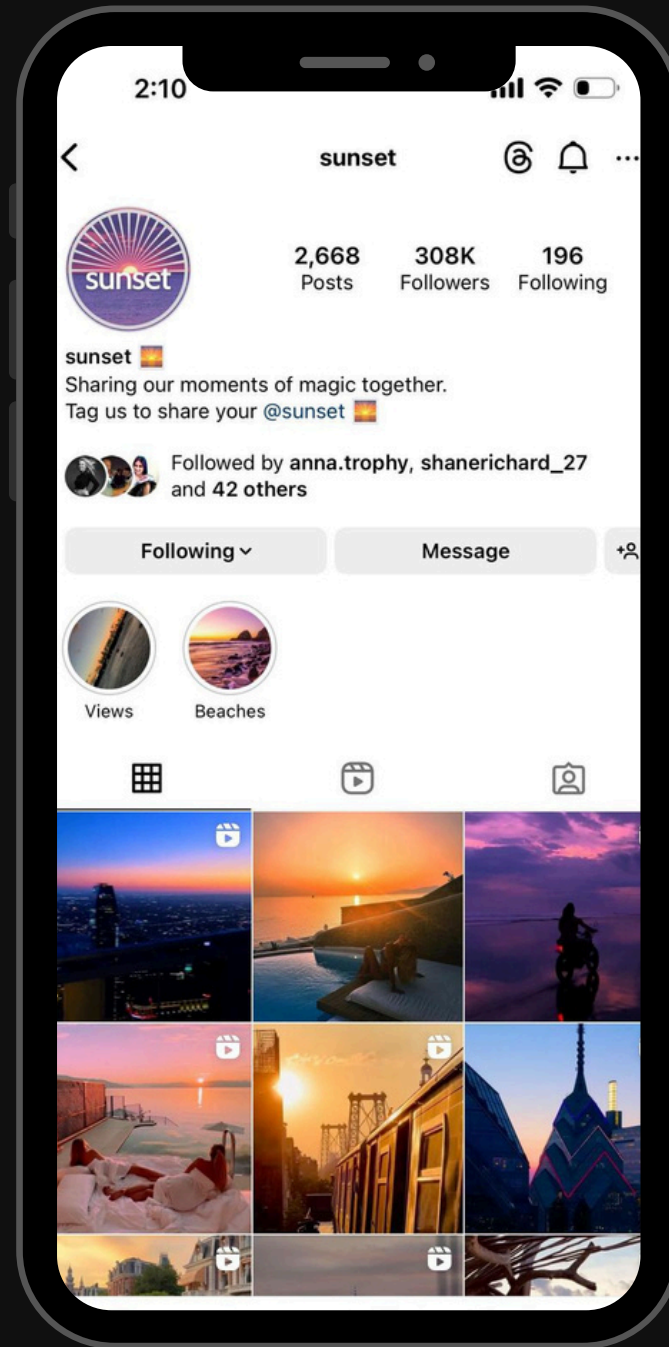 2:10
sunset
sunset
2,668 308K 196
Posts Followers Following
sunset 🌅
Sharing our moments of magic together.
Tag us to share your @sunset 🌅
Followed by anna.trophy, shanerichard_27
and 42 others
Following Message
Views Beaches